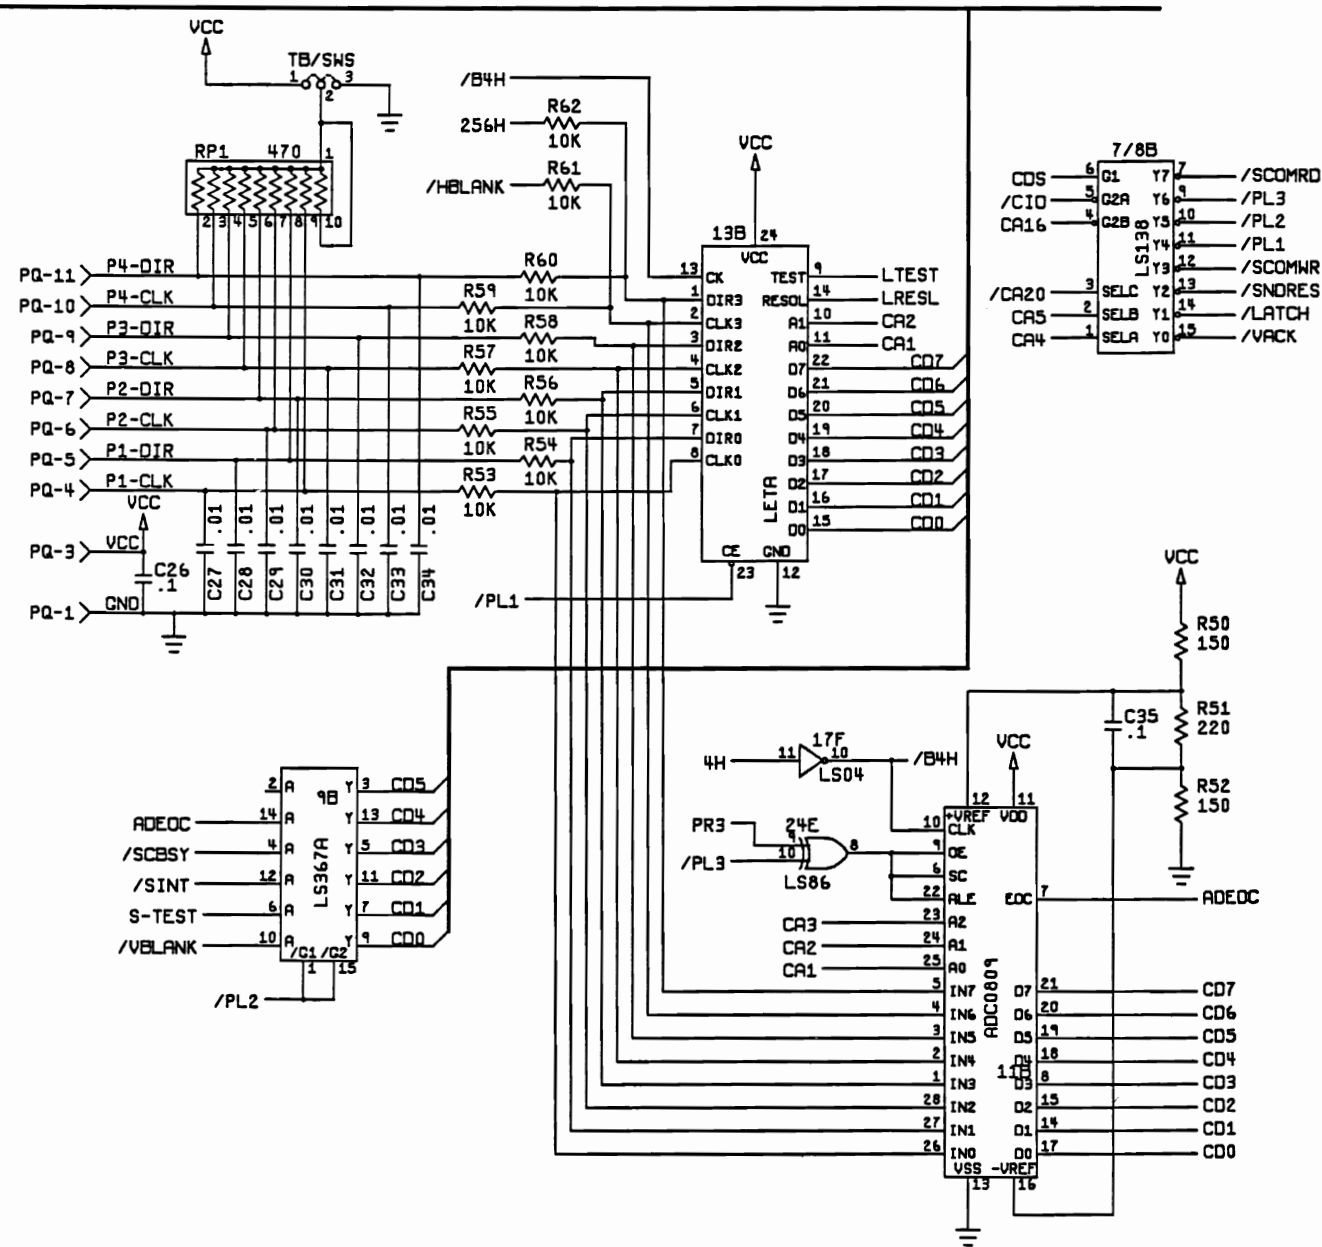 VCC
TB/SWS
1 3
2
RP1 470 1
2 3 4 5 6 7 8 9 10
/B4H
R62
256H
10K
R61
/HBLANK
10K
PQ-11 P4-DIR
PQ-10 P4-CLK
PQ-9 P3-DIR
PQ-8 P3-CLK
PQ-7 P2-DIR
PQ-6 P2-CLK
PQ-5 P1-DIR
PQ-4 P1-CLK
VCC
PQ-3 VCC
C26
.1
PQ-1 GND
R60
10K
R59
10K
R58
10K
R57
10K
R56
10K
R55
10K
R54
10K
R53
10K
.01 .01 .01 .01 .01 .01 .01 .01
C27 C28 C29 C30 C31 C32 C33 C34
VCC
13B 24
VCC
13 CK TEST 9 LTEST
1 DIR3 RESOL 14 LRESL
2 CLK3 A1 10 CA2
3 DIR2 A0 11 CA1
4 CLK2 D7 22 CD7
5 DIR1 D6 21 CD6
6 CLK1 D5 20 CD5
7 DIR0 D4 19 CD4
8 CLK0 D3 18 CD3
D2 17 CD2
D1 16 CD1
D0 15 CD0
LETA
CE GND
23 12
/PL1
7/8B
CDS 6 G1 Y7 7 /SCOMRD
/CIO 5 G2A Y6 9 /PL3
CA16 4 G2B Y5 10 /PL2
Y4 11 /PL1
Y3 12 /SCOMWR
/CA20 3 SELC Y2 13 /SNDRES
CA5 2 SELB Y1 14 /LATCH
CA4 1 SELA Y0 15 /VACK
LS138
VCC
R50
150
R51
220
R52
150
C35
.1
2 A 9B Y 3 CD5
ADEOC 14 A Y 13 CD4
/SCBSY 4 A Y 5 CD3
/SINT 12 A Y 11 CD2
S-TEST 6 A Y 7 CD1
/VBLANK 10 A Y 9 CD0
LS367A
/G1 /G2
1 15
/PL2
17F
4H 11 10 /B4H
LS04
24E
PR3 9
/PL3 10 8
LS86
VCC
12 11
+VREF VDD
10 CLK
9 OE
6 SC
22 ALE EOC 7 ADEOC
CA3 23 A2
CA2 24 A1
CA1 25 A0
5 IN7 D7 21 CD7
4 IN6 D6 20 CD6
3 IN5 D5 19 CD5
2 IN4 D4 18 CD4
1 IN3 D3 8 CD3
28 IN2 D2 15 CD2
27 IN1 D1 14 CD1
26 IN0 D0 17 CD0
ADC0809
11B
VSS -VREF
13 16